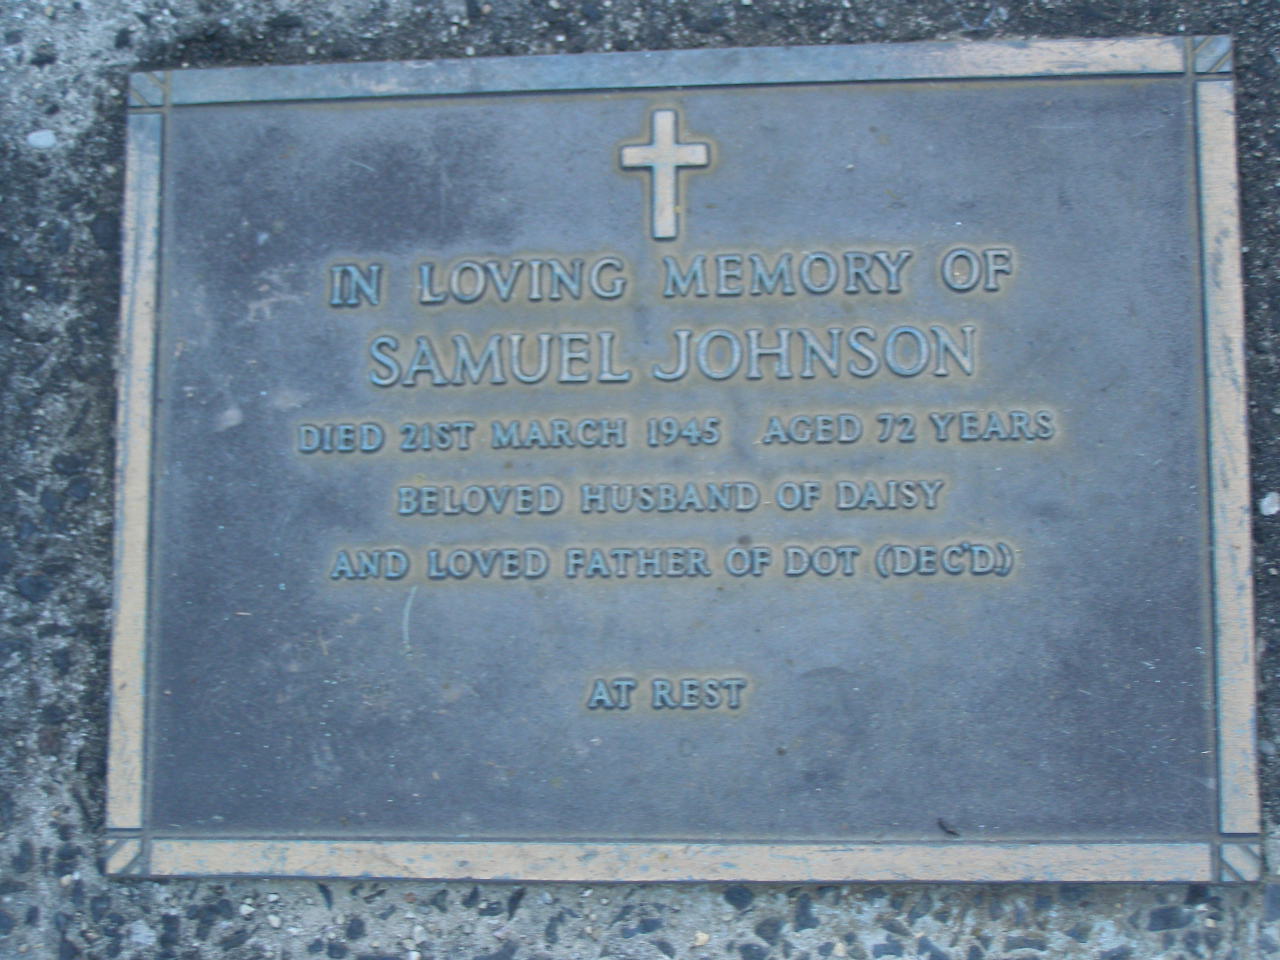 IN LOVING MEMORY OF
SAMUEL JOHNSON
DIED 21ST MARCH 1945 AGED 72 YEARS
BELOVED HUSBAND OF DAISY
AND LOVED FATHER OF DOT (DEC'D.)
AT REST